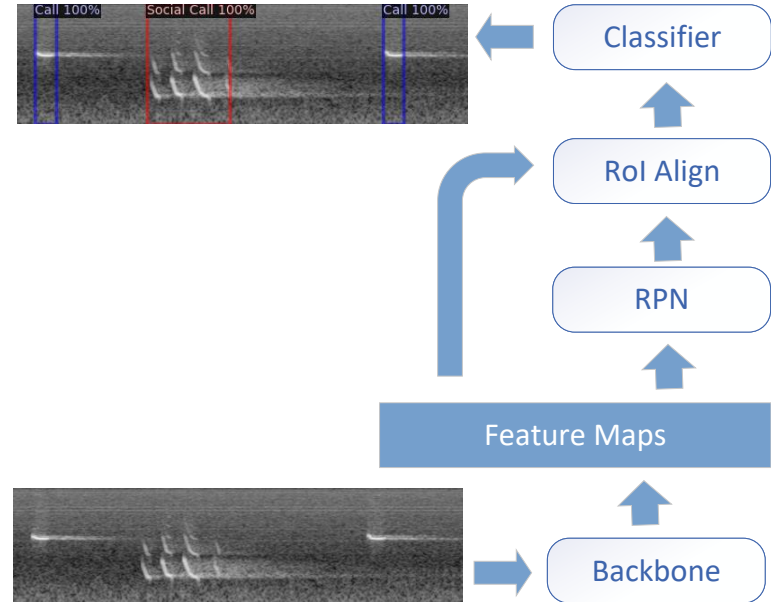 Call 100%
Social Call 100%
Call 100%
Classifier
RoI Align
RPN
Feature Maps
Backbone